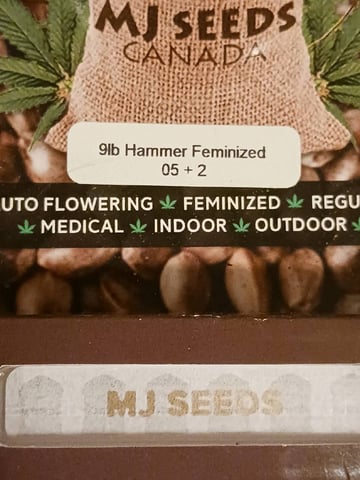 MJ SEEDS
CANADA
9lb Hammer Feminized
05 + 2
UTO FLOWERING FEMINIZED REGU
MEDICAL INDOOR OUTDOOR
MJ SEEDS